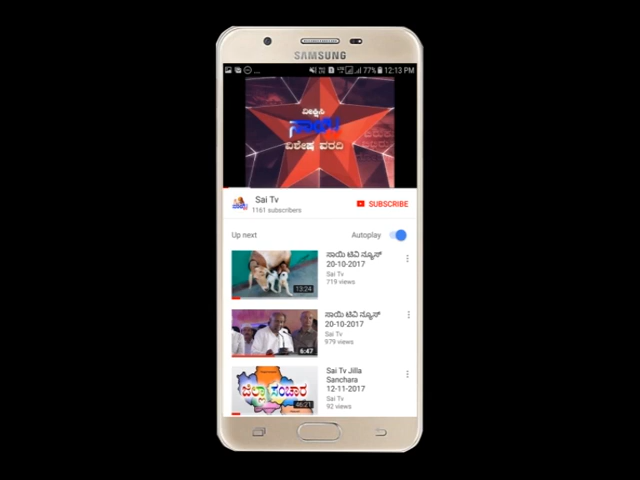 SAMSUNG
77% 12:13 PM
ವೀಕ್ಷಿಸಿ
ವಿಶೇಷ ವರದಿ
Sai Tv
1161 subscribers
SUBSCRIBE
Up next
Autoplay
ಸಾಯಿ ಟಿವಿ ನ್ಯೂಸ್
20-10-2017
Sai Tv
719 views
13:24
ಸಾಯಿ ಟಿವಿ ನ್ಯೂಸ್
20-10-2017
Sai Tv
979 views
6:47
Sai Tv Jilla
Sanchara
12-11-2017
Sai Tv
92 views
ಜಿಲ್ಲಾ ಸಂಚಾರ
46:21